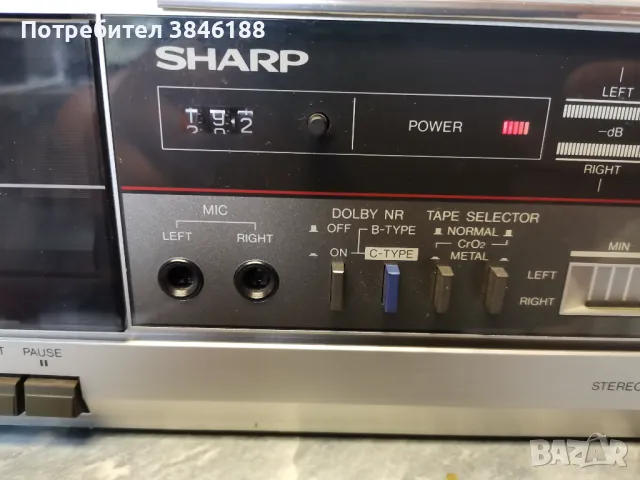 Потребител 3846188
SHARP
POWER
LEFT
-dB
RIGHT
MIC
LEFT RIGHT
DOLBY NR
OFF B-TYPE
ON C-TYPE
TAPE SELECTOR
NORMAL
CrO2
METAL
MIN
LEFT
RIGHT
PAUSE
STEREO
BAZAR